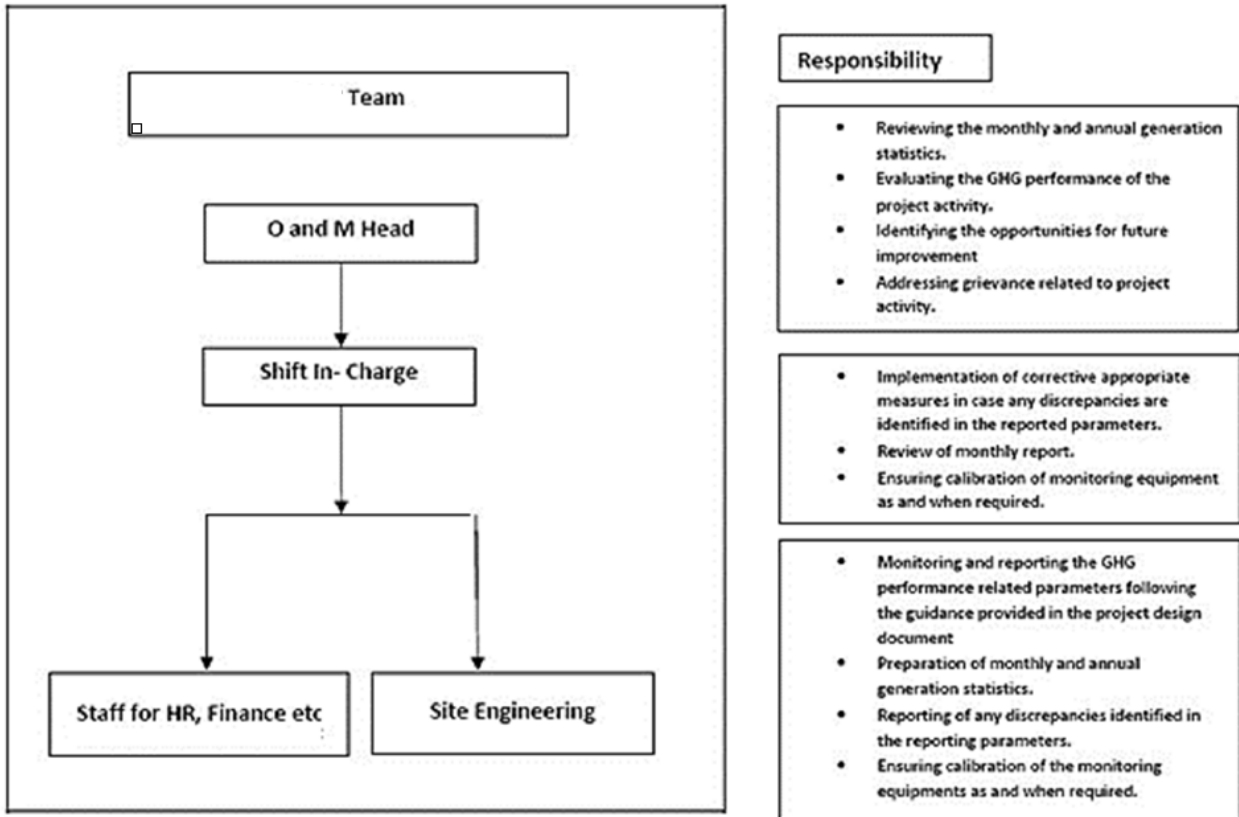 Team
O and M Head
Shift In- Charge
Staff for HR, Finance etc
Site Engineering
Responsibility
• Reviewing the monthly and annual generation
statistics.
• Evaluating the GHG performance of the
project activity.
• Identifying the opportunities for future
improvement
• Addressing grievance related to project
activity.
• Implementation of corrective appropriate
measures in case any discrepancies are
identified in the reported parameters.
• Review of monthly report.
• Ensuring calibration of monitoring equipment
as and when required.
• Monitoring and reporting the GHG
performance related parameters following
the guidance provided in the project design
document
• Preparation of monthly and annual
generation statistics.
• Reporting of any discrepancies identified in
the reporting parameters.
• Ensuring calibration of the monitoring
equipments as and when required.